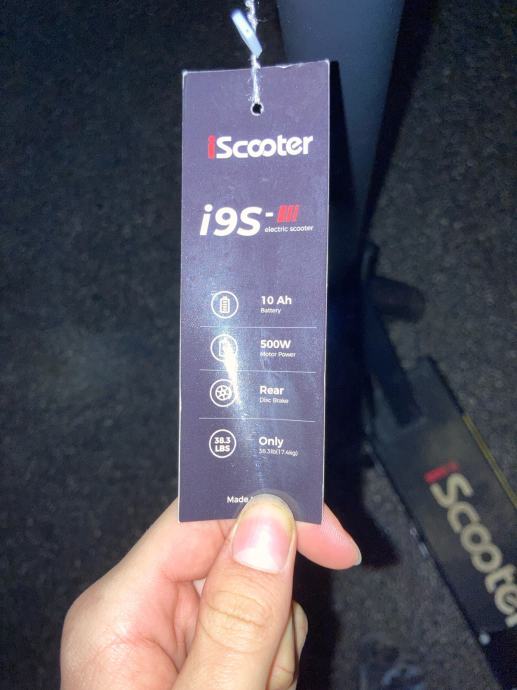 iScooter
i9S-
electric scooter
10 Ah
Battery
500W
Motor Power
Rear
Disc Brake
38.3
LBS
Only
38.3lb(17.4kg)
Made
iScooter